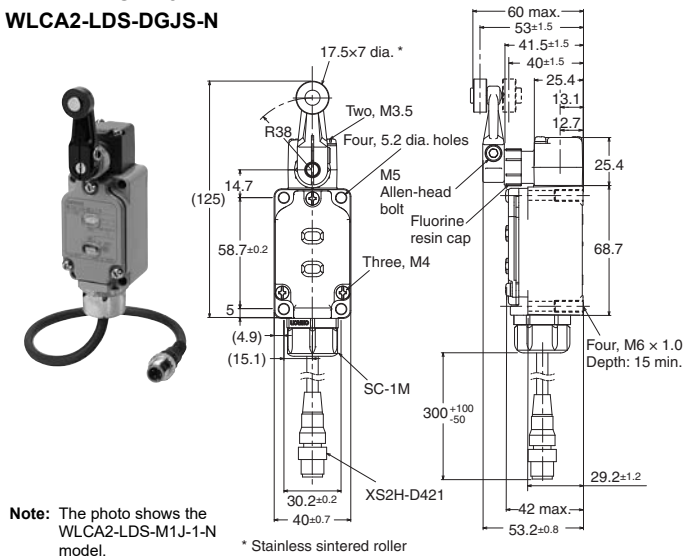 WLCA2-LDS-DGJS-N
60 max.
53±1.5
41.5±1.5
40±1.5
25.4
13.1
12.7
17.5×7 dia. *
Two, M3.5
R38
Four, 5.2 dia. holes
M5
Allen-head
bolt
25.4
14.7
(125)
Fluorine
resin cap
58.7±0.2
68.7
Three, M4
5
(4.9)
(15.1)
SC-1M
Four, M6 × 1.0
Depth: 15 min.
300 +100
-50
XS2H-D421
29.2±1.2
30.2±0.2
42 max.
40±0.7
53.2±0.8
Note: The photo shows the
WLCA2-LDS-M1J-1-N
model.
* Stainless sintered roller